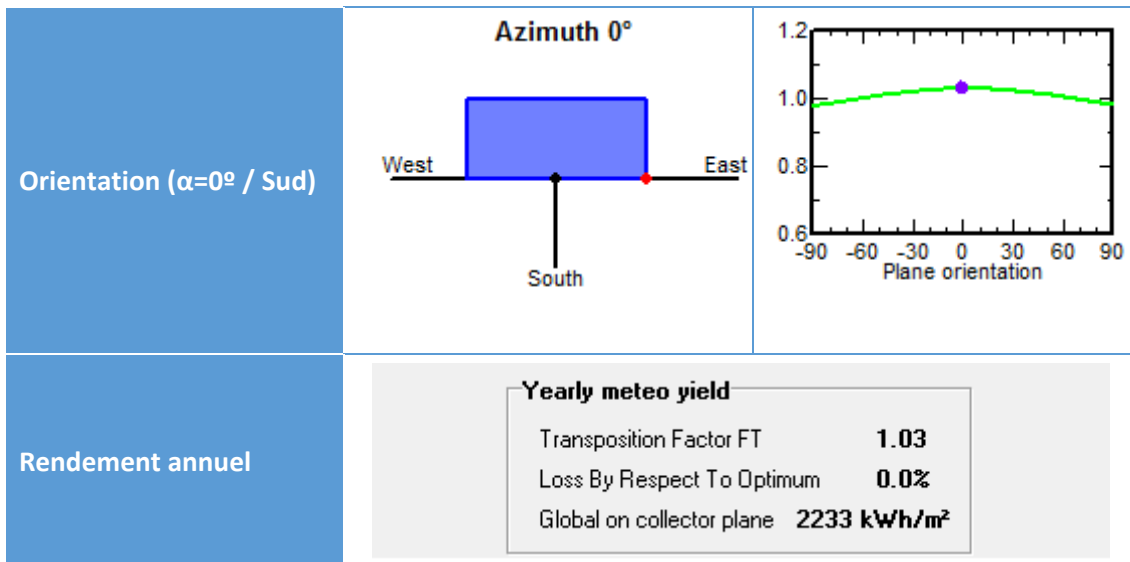 Orientation (α=0º / Sud)
Azimuth 0°
West
East
South
1.2
1.0
0.8
0.6
-90 -60 -30 0 30 60 90
Plane orientation
Rendement annuel
Yearly meteo yield
Transposition Factor FT 1.03
Loss By Respect To Optimum 0.0%
Global on collector plane 2233 kWh/m²